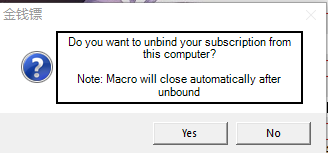 金钱镖
Do you want to unbind your subscription from
this computer?
Note: Macro will close automatically after
unbound
Yes
No